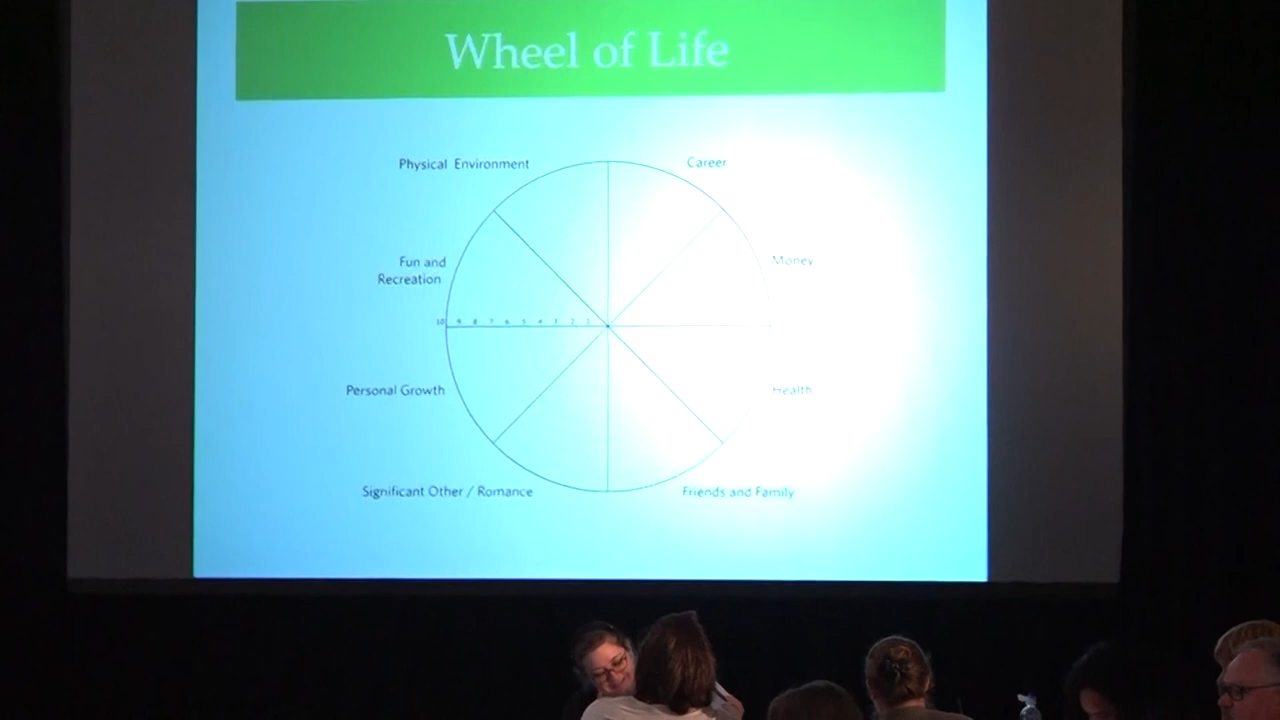 Wheel of Life
Physical Environment
Career
Fun and
Recreation
Money
10 9 8 7 6 5 4 3 2 1
Personal Growth
Health
Significant Other / Romance
Friends and Family